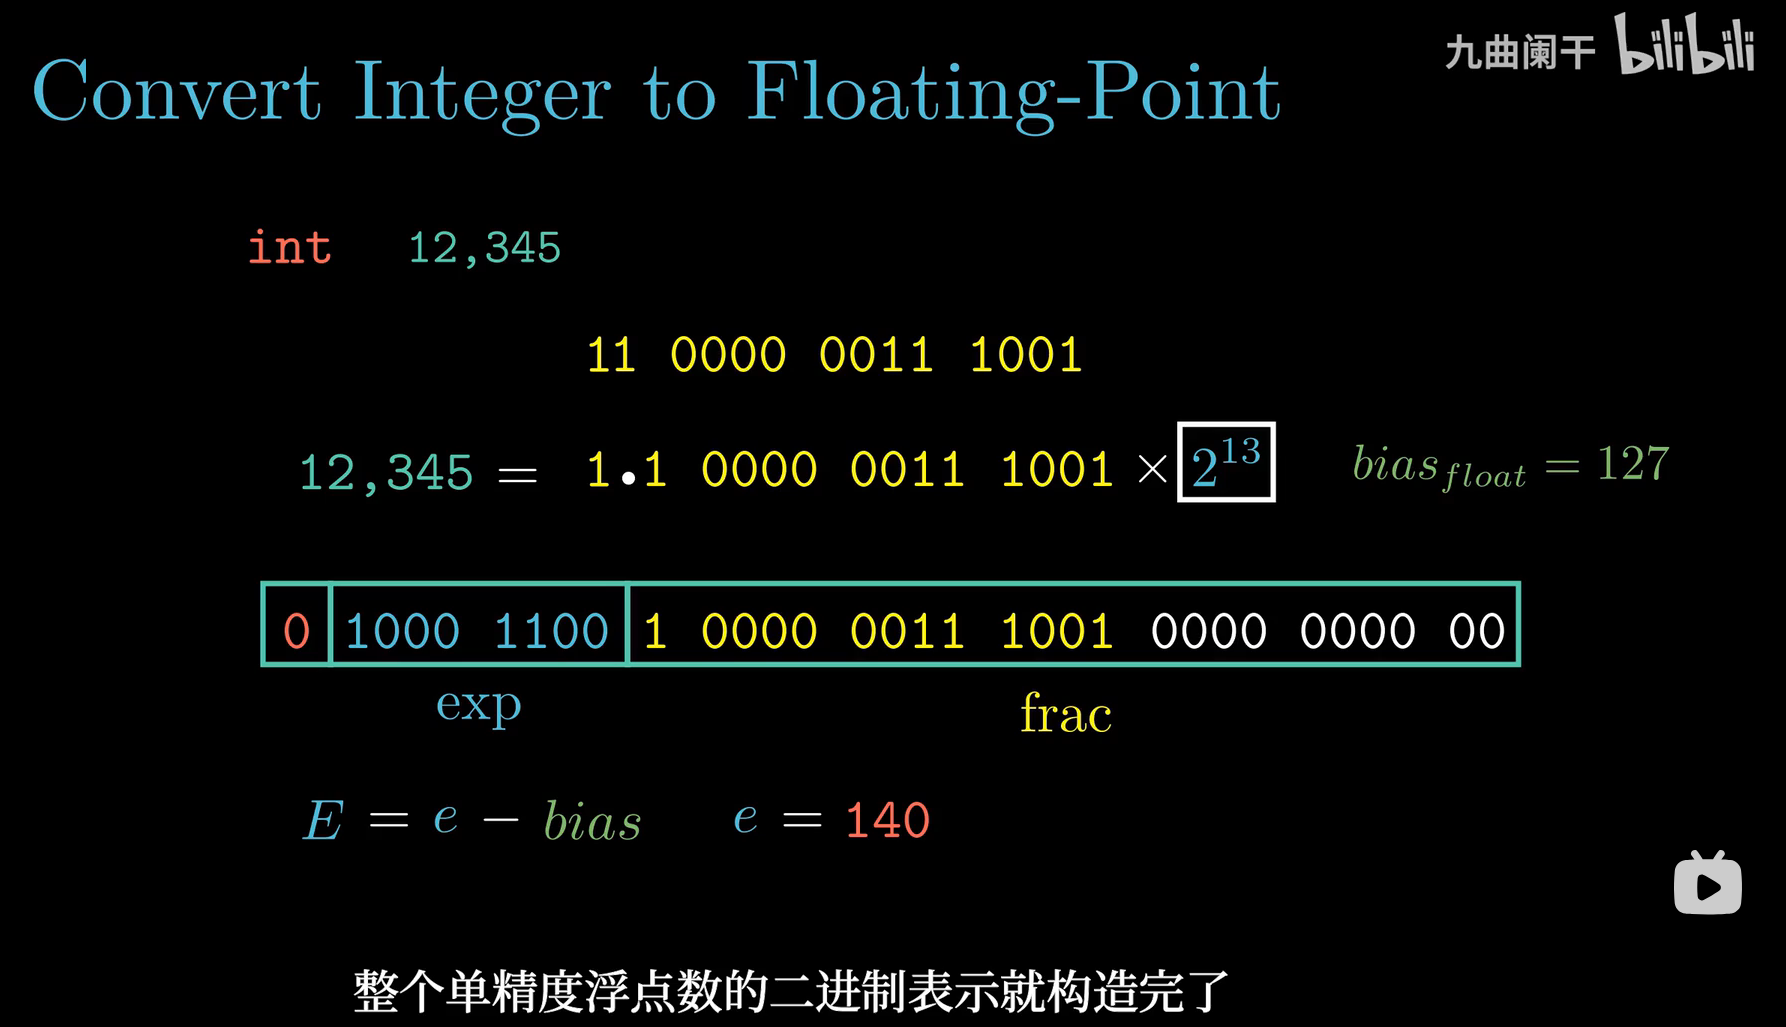 九曲阑干 bilibili
Convert Integer to Floating-Point
int 12,345
11 0000 0011 1001
12,345 = 1.1 0000 0011 1001 × 2^13 bias_float = 127
0 1000 1100 1 0000 0011 1001 0000 0000 00
exp frac
E = e − bias e = 140
整个单精度浮点数的二进制表示就构造完了